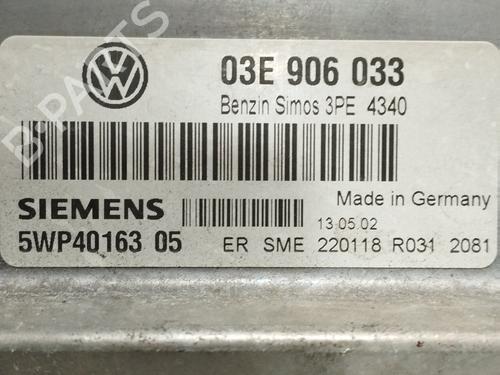 03E 906 033
Benzin Simos 3PE 4340
Made in Germany
SIEMENS
13.05.02
5WP40163 05 ER SME 220118 R031 2081
B-PARTS